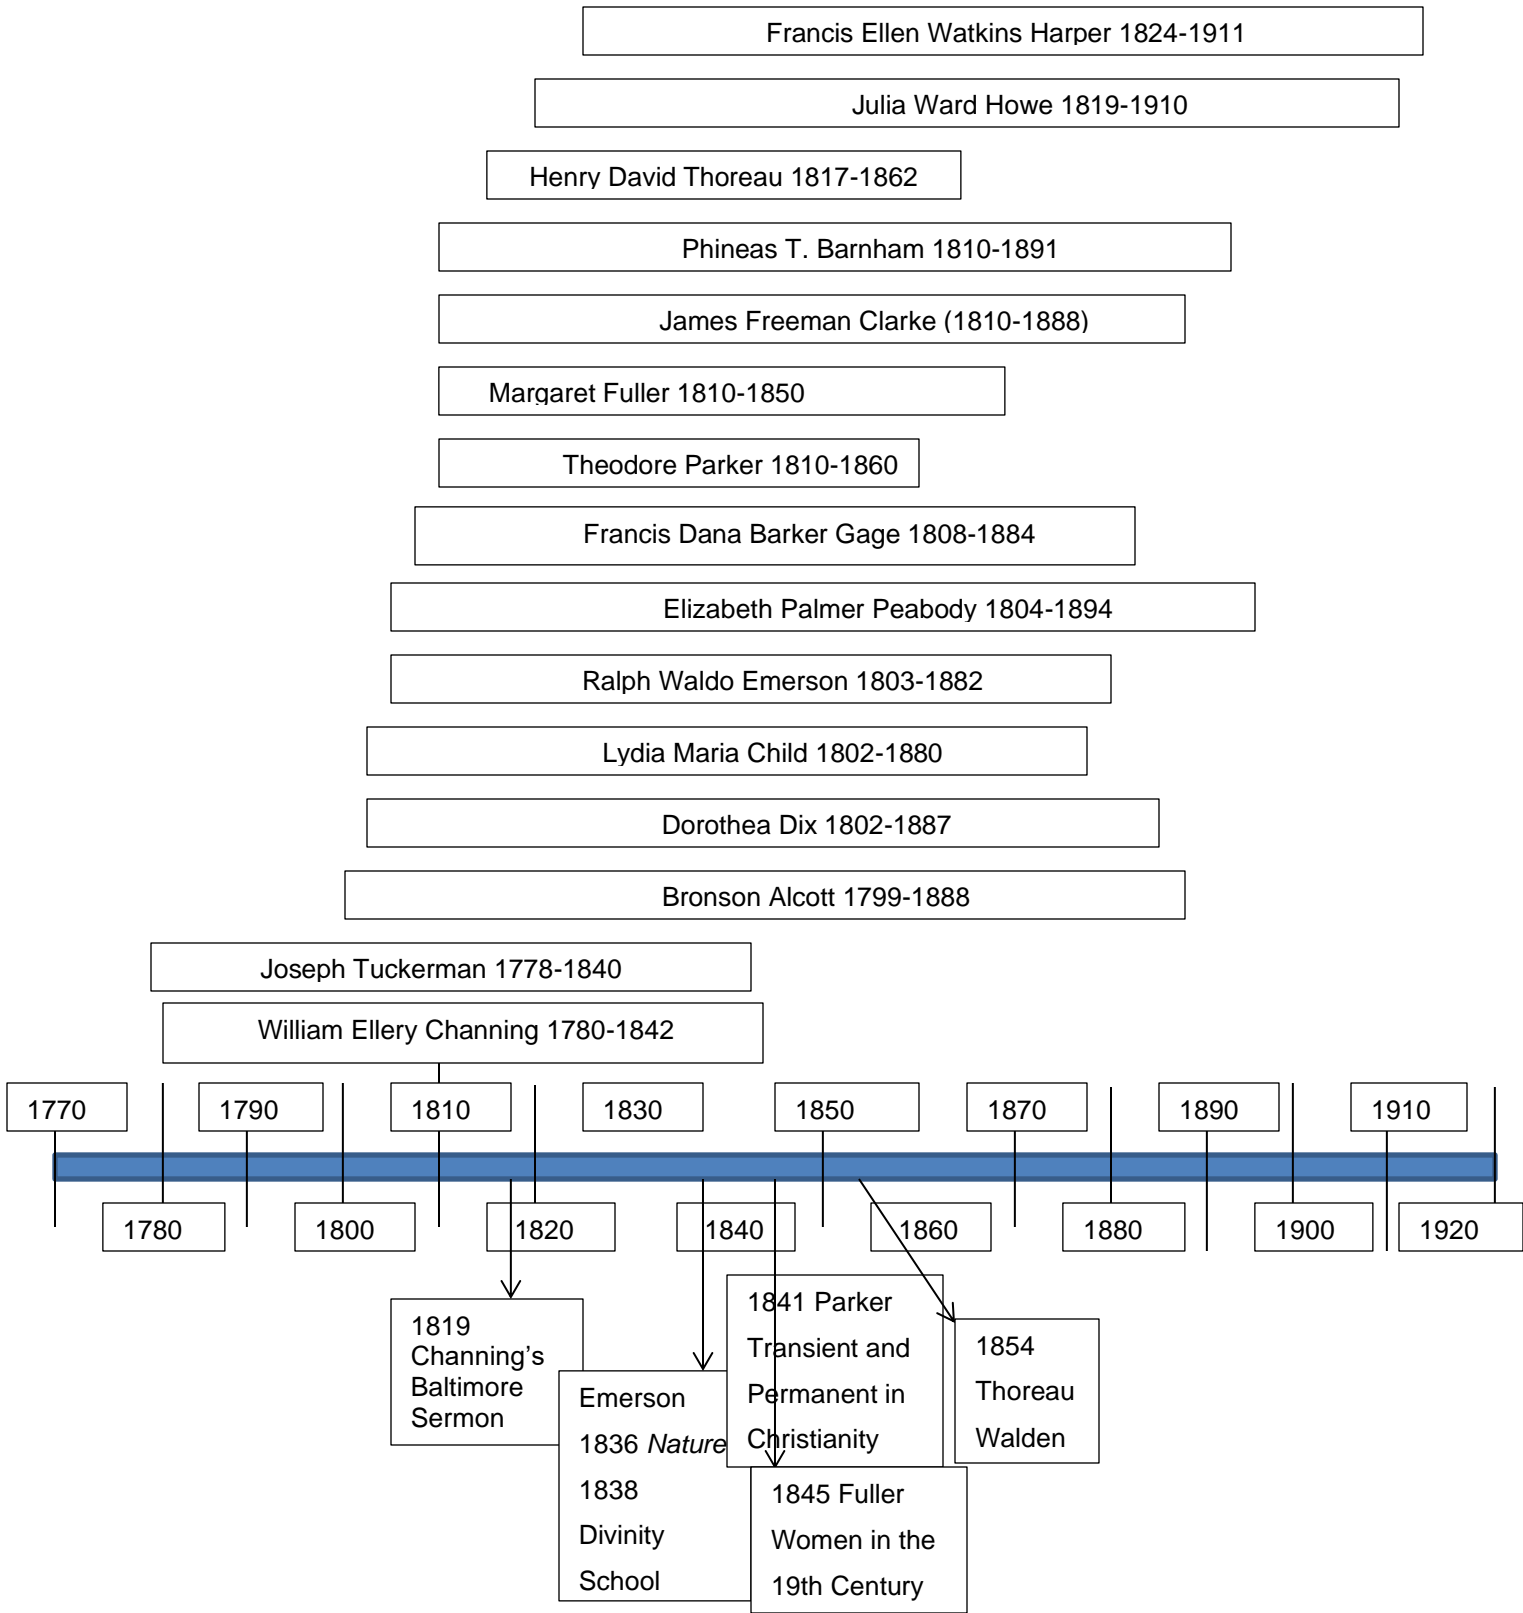 Francis Ellen Watkins Harper 1824-1911
Julia Ward Howe 1819-1910
Henry David Thoreau 1817-1862
Phineas T. Barnham 1810-1891
James Freeman Clarke (1810-1888)
Margaret Fuller 1810-1850
Theodore Parker 1810-1860
Francis Dana Barker Gage 1808-1884
Elizabeth Palmer Peabody 1804-1894
Ralph Waldo Emerson 1803-1882
Lydia Maria Child 1802-1880
Dorothea Dix 1802-1887
Bronson Alcott 1799-1888
Joseph Tuckerman 1778-1840
William Ellery Channing 1780-1842
1770
1790
1810
1830
1850
1870
1890
1910
1780
1800
1820
1840
1860
1880
1900
1920
1819
Channing’s
Baltimore
Sermon
Emerson
1836 Nature
1838
Divinity
School
1841 Parker
Transient and
Permanent in
Christianity
1845 Fuller
Women in the
19th Century
1854
Thoreau
Walden